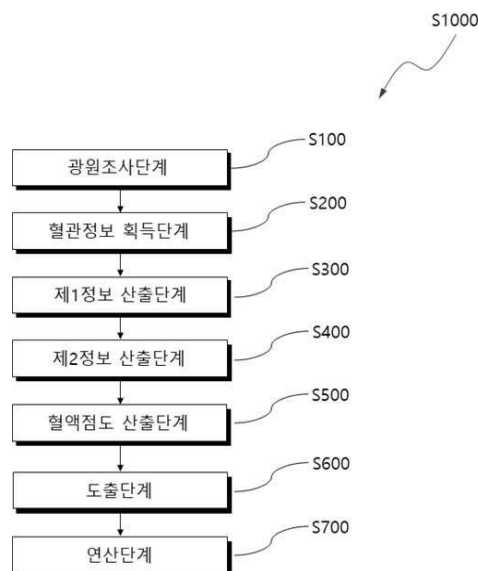 S1000
광원조사단계
S100
혈관정보 획득단계
S200
제1정보 산출단계
S300
제2정보 산출단계
S400
혈액점도 산출단계
S500
도출단계
S600
연산단계
S700